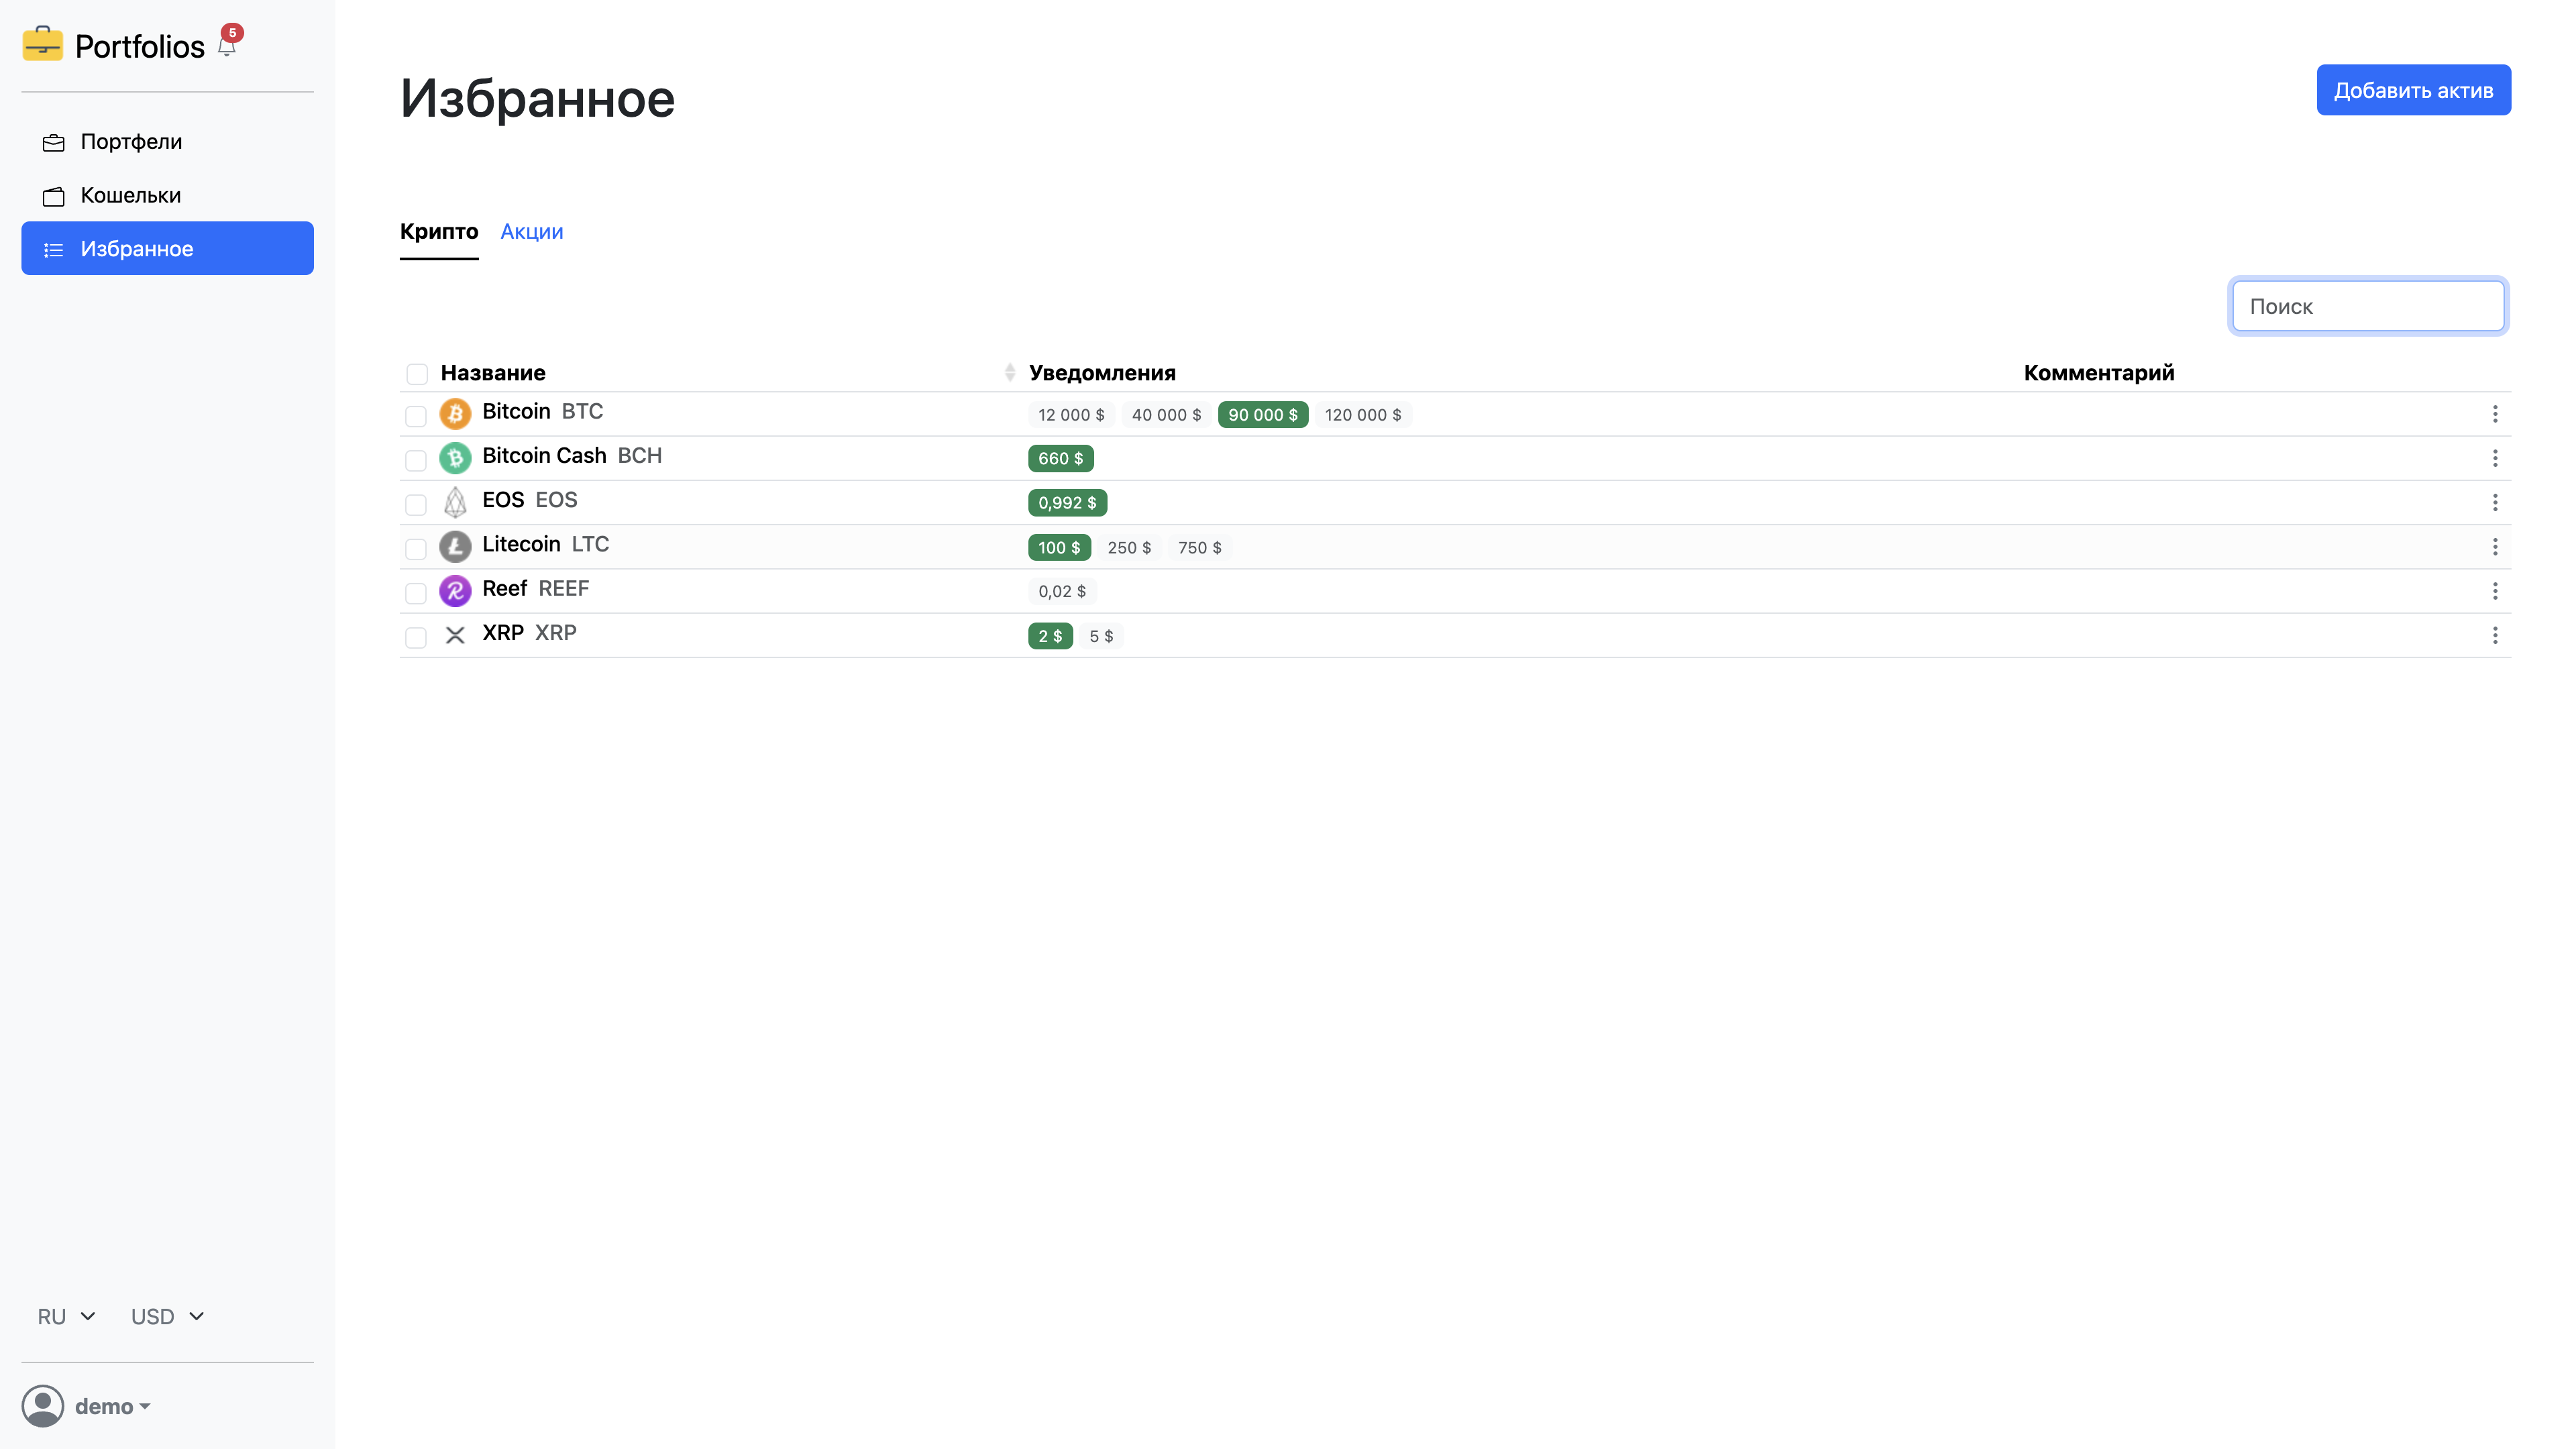 Portfolios 5
Портфели
Кошельки
Избранное
RU USD
demo
Избранное
Добавить актив
Крипто Акции
Поиск
Название Уведомления Комментарий
Bitcoin BTC 12 000 $ 40 000 $ 90 000 $ 120 000 $
Bitcoin Cash BCH 660 $
EOS EOS 0,992 $
Litecoin LTC 100 $ 250 $ 750 $
Reef REEF 0,02 $
XRP XRP 2 $ 5 $